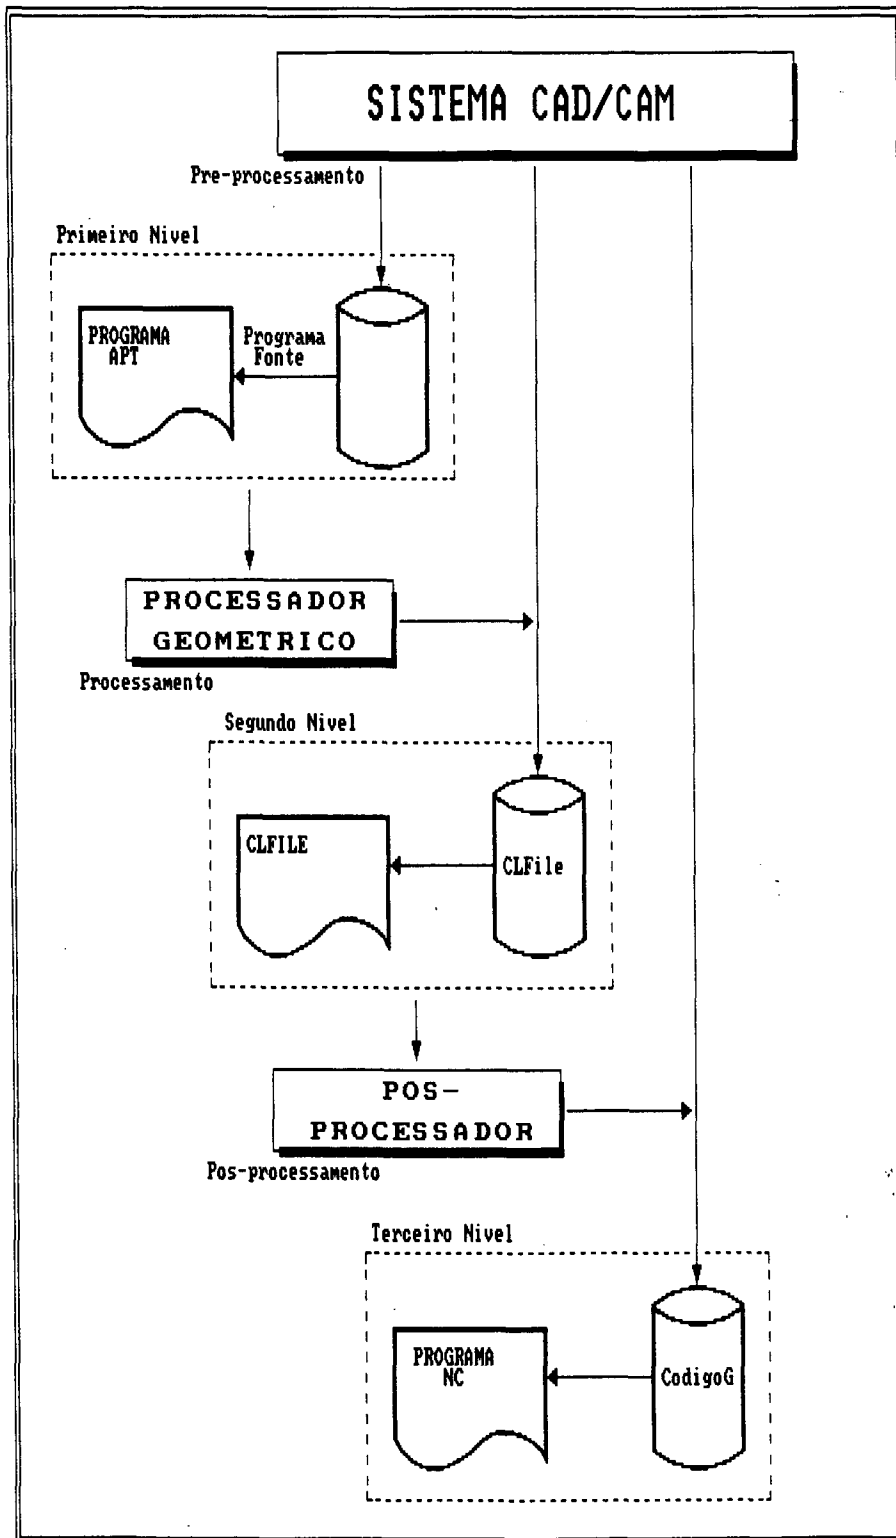 SISTEMA CAD/CAM
Pre-processamento
Primeiro Nivel
PROGRAMA
APT
Programa
Fonte
PROCESSADOR
GEOMETRICO
Processamento
Segundo Nivel
CLFILE
CLFile
POS-
PROCESSADOR
Pos-processamento
Terceiro Nivel
PROGRAMA
NC
CodigoG